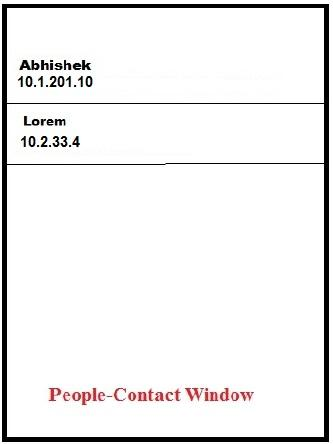 Abhishek
10.1.201.10
Lorem
10.2.33.4
People-Contact Window